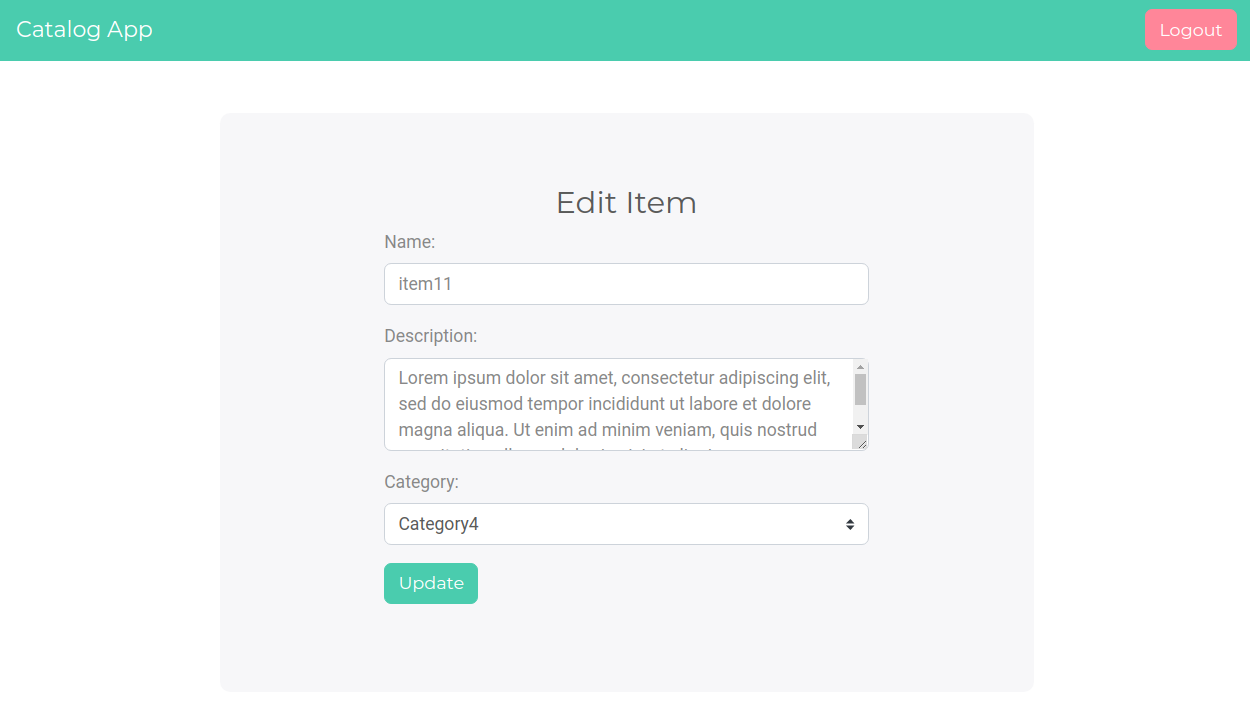 Catalog App
Logout
Edit Item
Name:
item11
Description:
Lorem ipsum dolor sit amet, consectetur adipiscing elit,
sed do eiusmod tempor incididunt ut labore et dolore
magna aliqua. Ut enim ad minim veniam, quis nostrud
Category:
Category4
Update